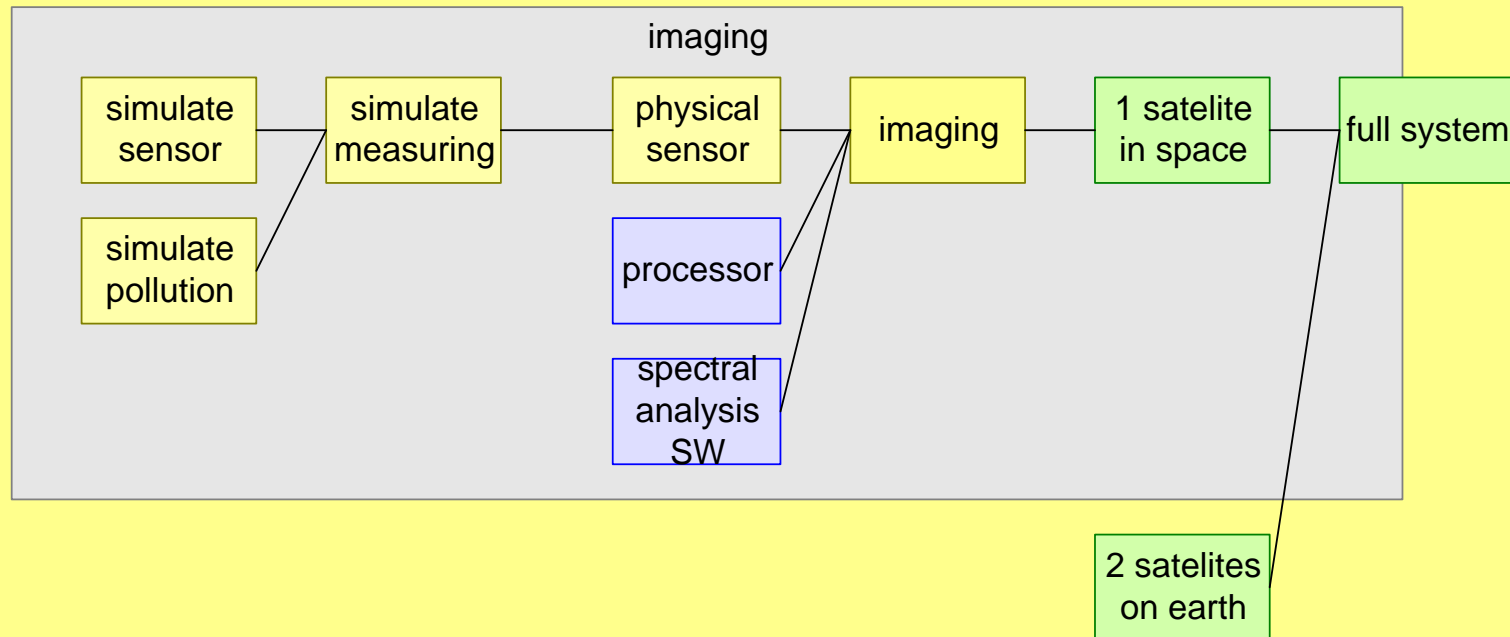 imaging
simulate
sensor
simulate
measuring
physical
sensor
imaging
1 satelite
in space
full system
simulate
pollution
processor
spectral
analysis
SW
2 satelites
on earth